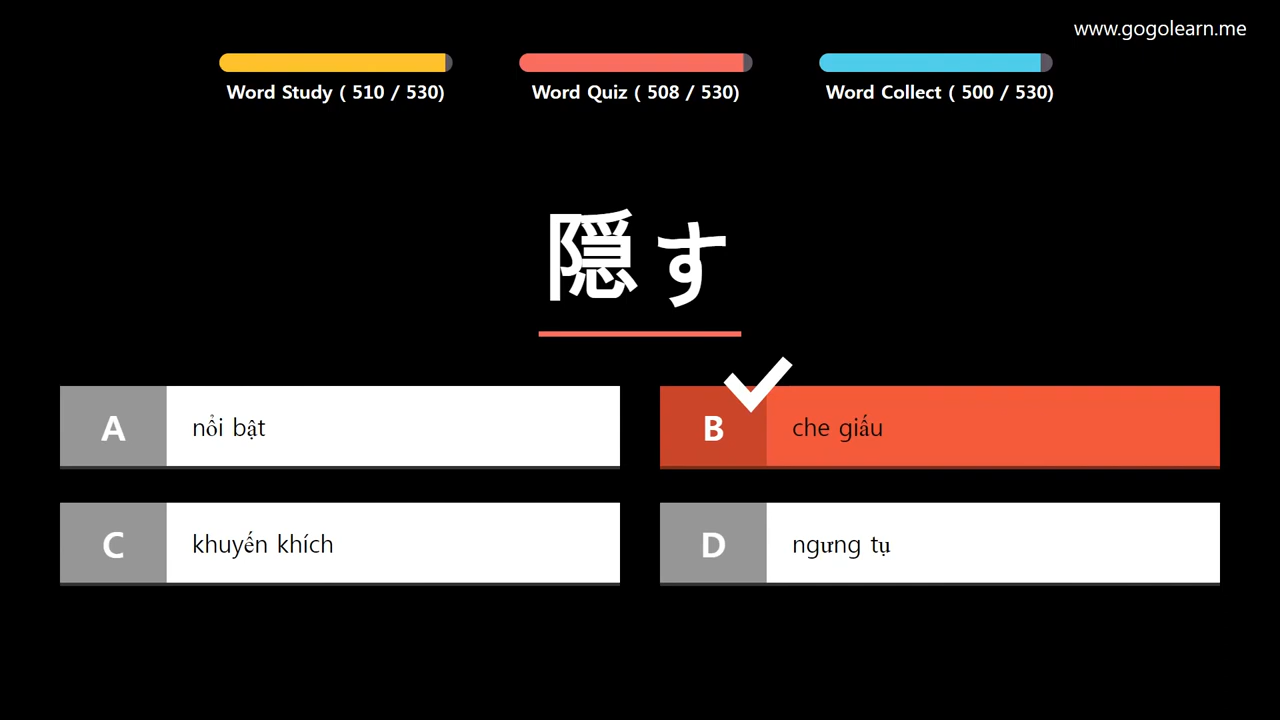 www.gogolearn.me
Word Study ( 510 / 530)
Word Quiz ( 508 / 530)
Word Collect ( 500 / 530)
隠す
A nổi bật
B che giấu
C khuyến khích
D ngưng tụ